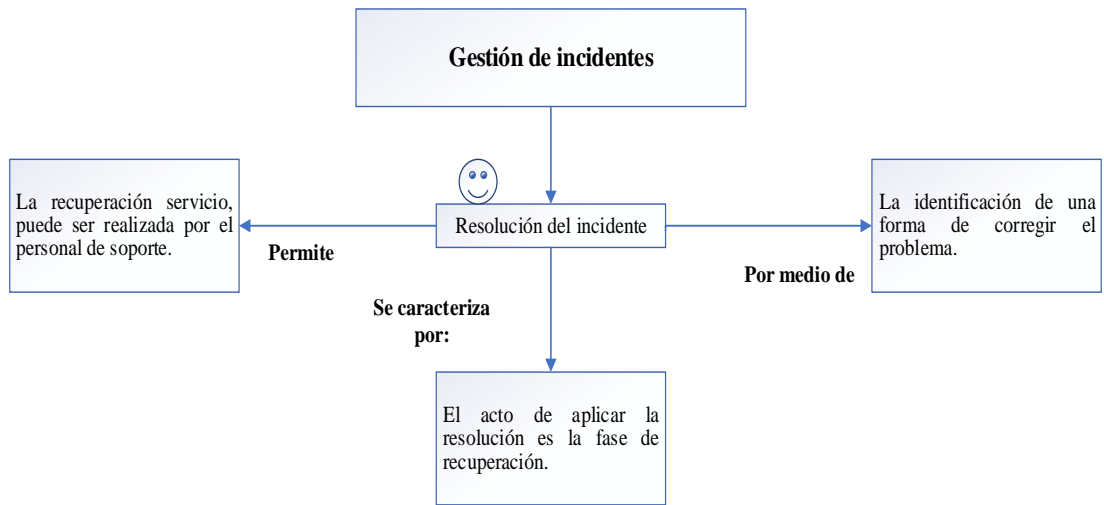 Gestión de incidentes
La recuperación servicio,
puede ser realizada por el
personal de soporte.
Permite
Resolución del incidente
La identificación de una
forma de corregir el
problema.
Por medio de
Se caracteriza
por:
El acto de aplicar la
resolución es la fase de
recuperación.